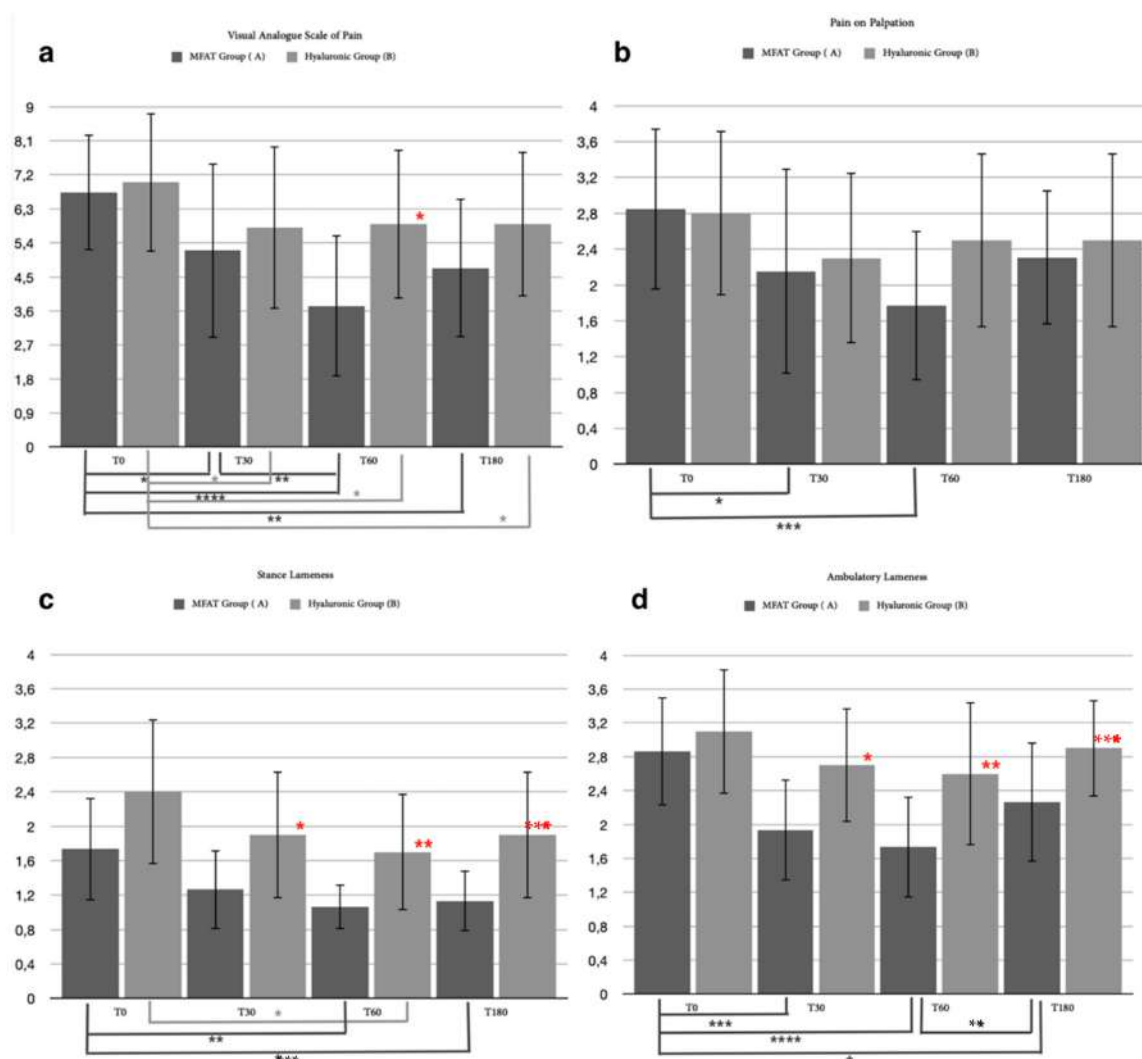 a
Visual Analogue Scale of Pain
MFAT Group ( A) Hyaluronic Group (B)
9
8,1
7,2
6,3
5,4
4,5
3,6
2,7
1,8
0,9
0
*
T0 T30 T60 T180
* * **
**** *
** *
b
Pain on Palpation
MFAT Group ( A) Hyaluronic Group (B)
4
3,6
3,2
2,8
2,4
2
1,6
1,2
0,8
0,4
0
T0 T30 T60 T180
*
***
c
Stance Lameness
MFAT Group ( A) Hyaluronic Group (B)
4
3,6
3,2
2,8
2,4
2
1,6
1,2
0,8
0,4
0
* ** ***
T0 T30 T60 T180
*
**
***
d
Ambulatory Lameness
MFAT Group ( A) Hyaluronic Group (B)
4
3,6
3,2
2,8
2,4
2
1,6
1,2
0,8
0,4
0
* ** ***
T0 T30 T60 T180
*** **
****
*